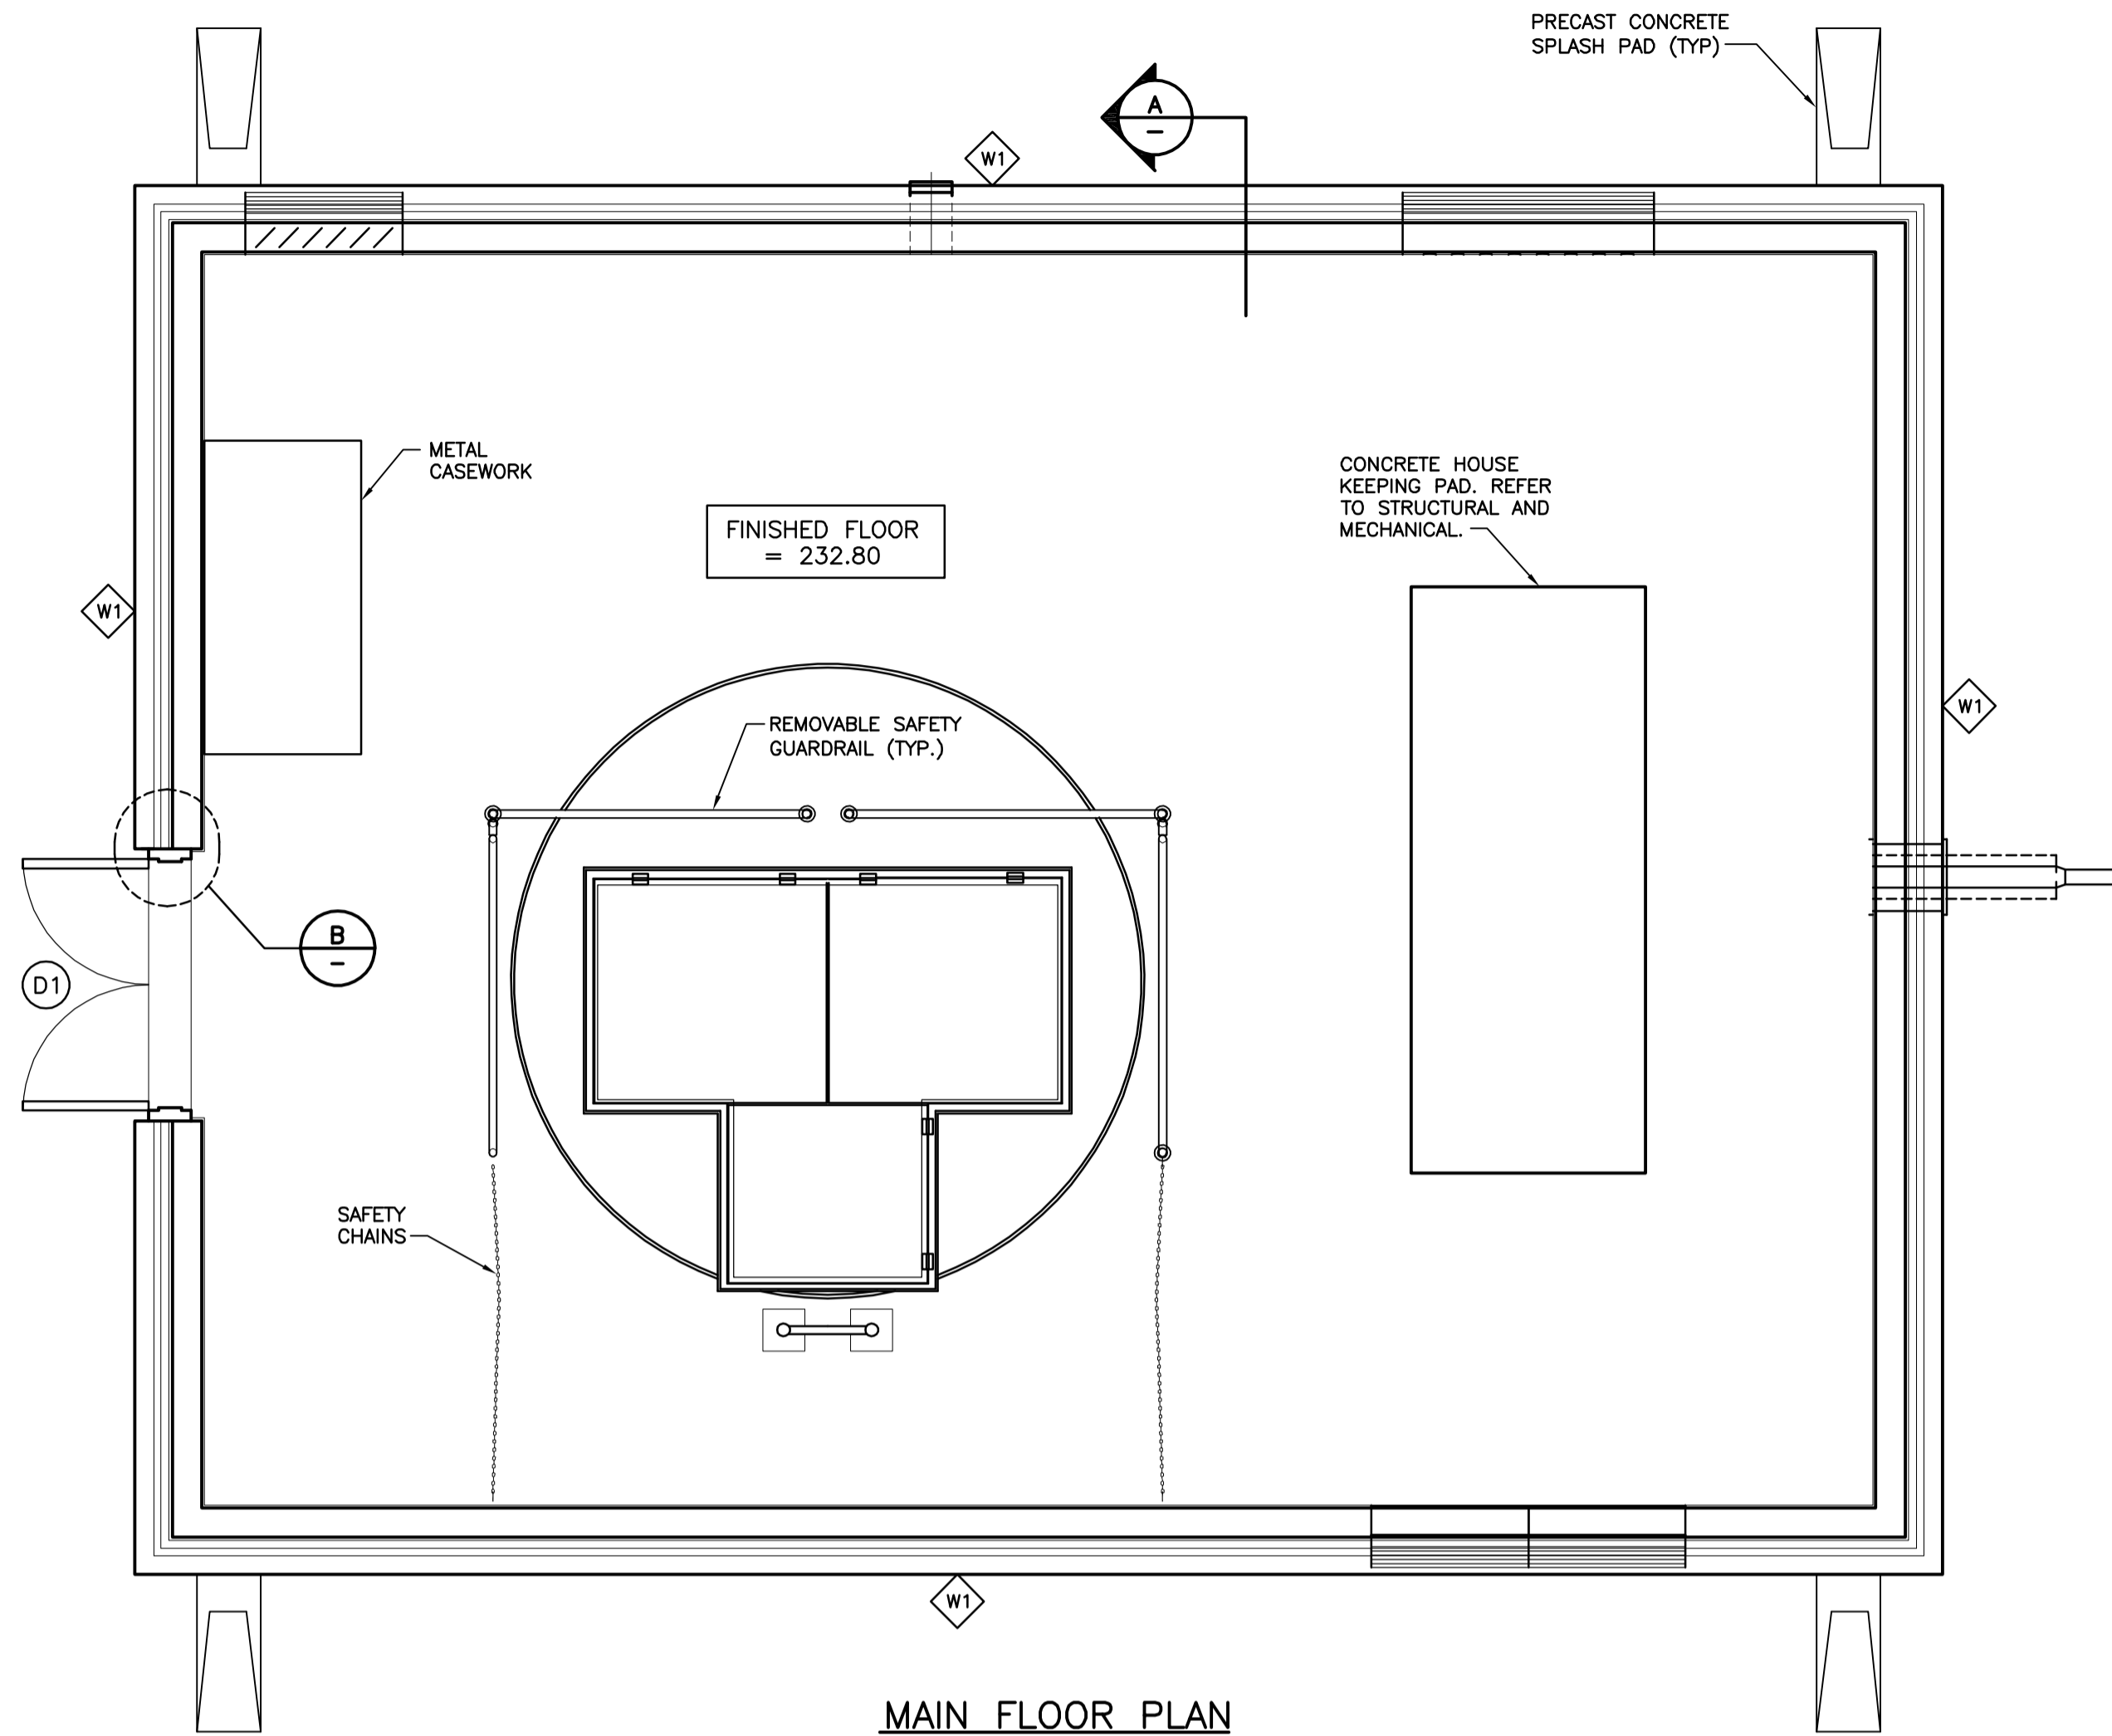 PRECAST CONCRETE
SPLASH PAD (TYP)
A
–
W1
METAL
CASEWORK
FINISHED FLOOR
= 232.80
CONCRETE HOUSE
KEEPING PAD. REFER
TO STRUCTURAL AND
MECHANICAL.
W1
W1
REMOVABLE SAFETY
GUARDRAIL (TYP.)
B
–
D1
SAFETY
CHAINS
W1
MAIN FLOOR PLAN